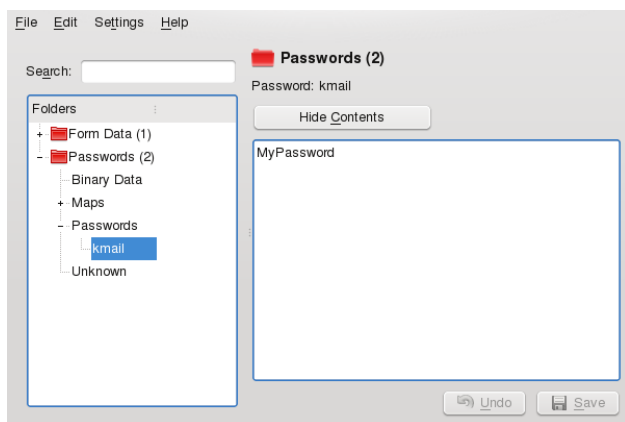 File Edit Settings Help
Search:
Folders
Form Data (1)
Passwords (2)
Binary Data
Maps
Passwords
kmail
Unknown
Passwords (2)
Password: kmail
Hide Contents
MyPassword
Undo Save